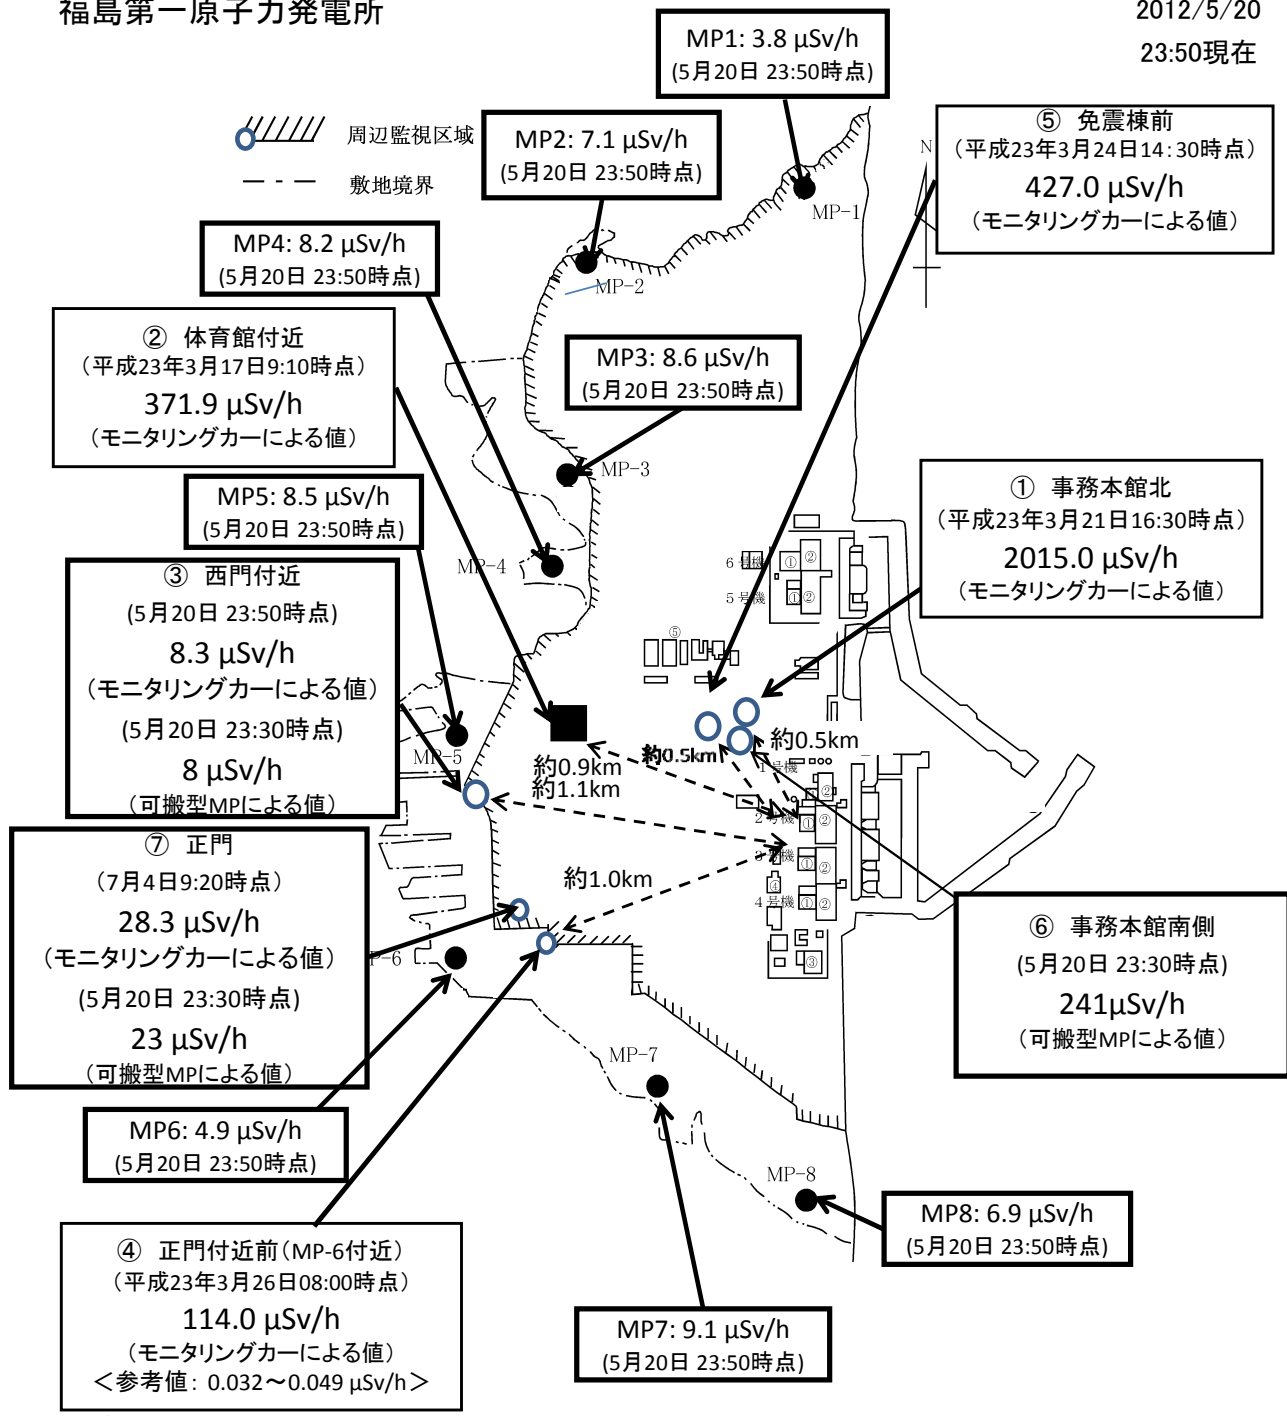 福島第一原子力発電所
2012/5/20
23:50現在
MP1: 3.8 μSv/h
(5月20日 23:50時点)
周辺監視区域
敷地境界
MP2: 7.1 μSv/h
(5月20日 23:50時点)
⑤ 免震棟前
（平成23年3月24日14:30時点）
427.0 μSv/h
（モニタリングカーによる値）
N
MP-1
MP4: 8.2 μSv/h
(5月20日 23:50時点)
MP-2
② 体育館付近
（平成23年3月17日9:10時点）
371.9 μSv/h
（モニタリングカーによる値）
MP3: 8.6 μSv/h
(5月20日 23:50時点)
MP-3
MP5: 8.5 μSv/h
(5月20日 23:50時点)
① 事務本館北
（平成23年3月21日16:30時点）
2015.0 μSv/h
（モニタリングカーによる値）
MP-4
③ 西門付近
(5月20日 23:50時点)
8.3 μSv/h
（モニタリングカーによる値）
(5月20日 23:30時点)
8 μSv/h
（可搬型MPによる値）
6号機
① ②
5号機
① ②
⑤
MP-5
約0.9km
約1.1km
約0.5km
約0.5km
1号機
②
2号機
① ②
3号機
① ②
④
4号機
① ②
③
約1.0km
⑦ 正門
(7月4日9:20時点)
28.3 μSv/h
（モニタリングカーによる値）
(5月20日 23:30時点)
23 μSv/h
（可搬型MPによる値）
P-6
⑥ 事務本館南側
(5月20日 23:30時点)
241μSv/h
（可搬型MPによる値）
MP-7
MP6: 4.9 μSv/h
(5月20日 23:50時点)
MP-8
MP8: 6.9 μSv/h
(5月20日 23:50時点)
④ 正門付近前（MP-6付近）
（平成23年3月26日08:00時点）
114.0 μSv/h
（モニタリングカーによる値）
＜参考値: 0.032～0.049 μSv/h＞
MP7: 9.1 μSv/h
(5月20日 23:50時点)